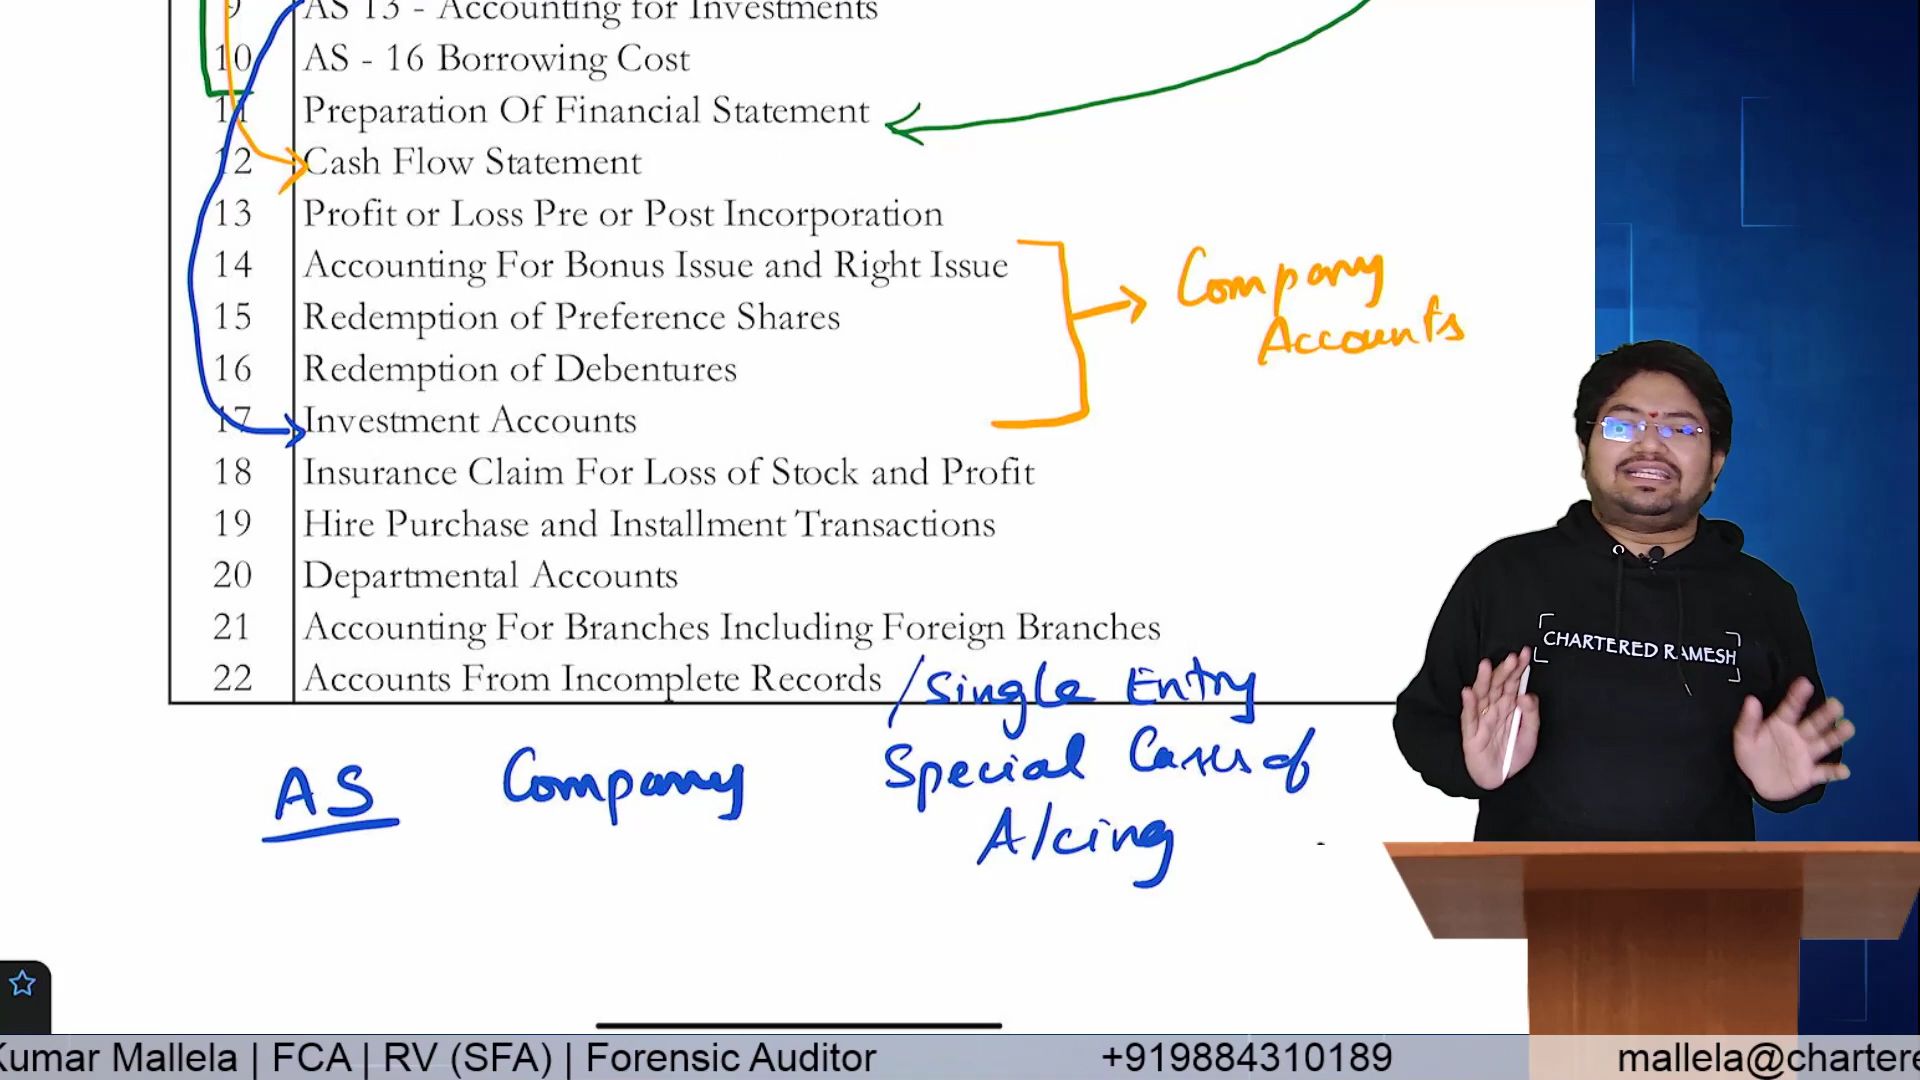 9 AS 13 - Accounting for Investments
10 AS - 16 Borrowing Cost
11 Preparation Of Financial Statement
12 Cash Flow Statement
13 Profit or Loss Pre or Post Incorporation
14 Accounting For Bonus Issue and Right Issue
Company
Accounts
15 Redemption of Preference Shares
16 Redemption of Debentures
17 Investment Accounts
18 Insurance Claim For Loss of Stock and Profit
19 Hire Purchase and Installment Transactions
20 Departmental Accounts
21 Accounting For Branches Including Foreign Branches
22 Accounts From Incomplete Records / Single Entry
AS Company Special Cases of
A/cing
CHARTERED RAMESH
Kumar Mallela | FCA | RV (SFA) | Forensic Auditor +919884310189 mallela@chartere